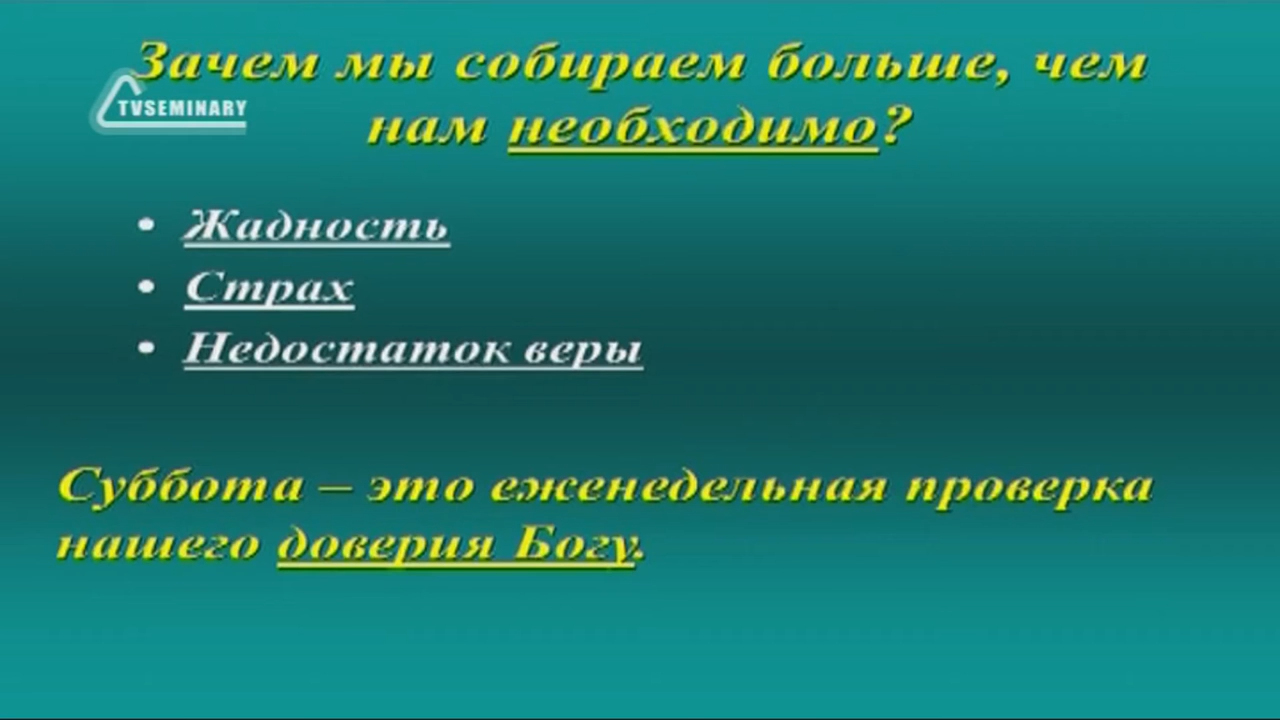 Зачем мы собираем больше, чем
TVSEMINARY
нам необходимо?
• Жадность
• Страх
• Недостаток веры
Суббота – это еженедельная проверка
нашего доверия Богу.